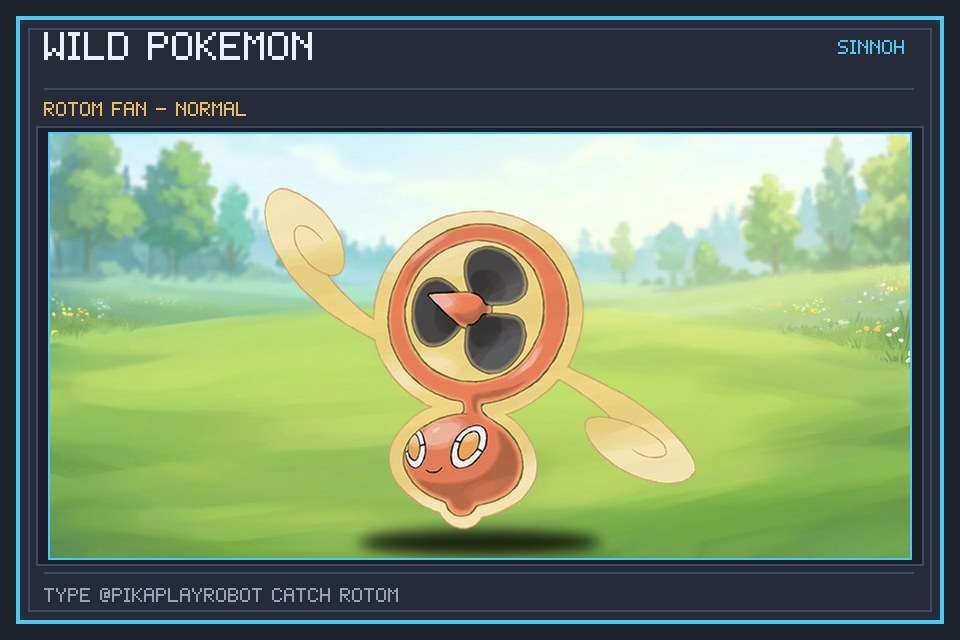 WILD POKEMON
SINNOH
ROTOM FAN - NORMAL
TYPE @PIKAPLAYROBOT CATCH ROTOM